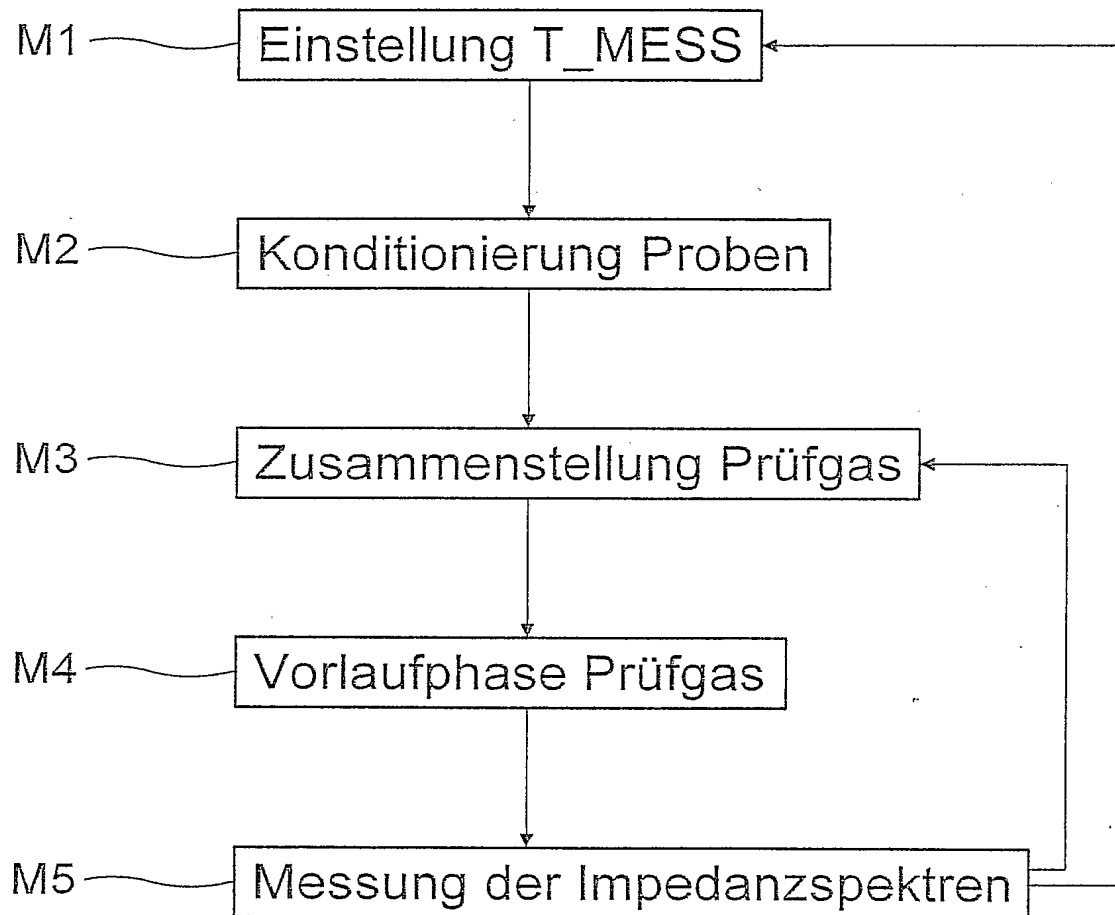 M1 Einstellung T_MESS
M2 Konditionierung Proben
M3 Zusammenstellung Prüfgas
M4 Vorlaufphase Prüfgas
M5 Messung der Impedanzspektren